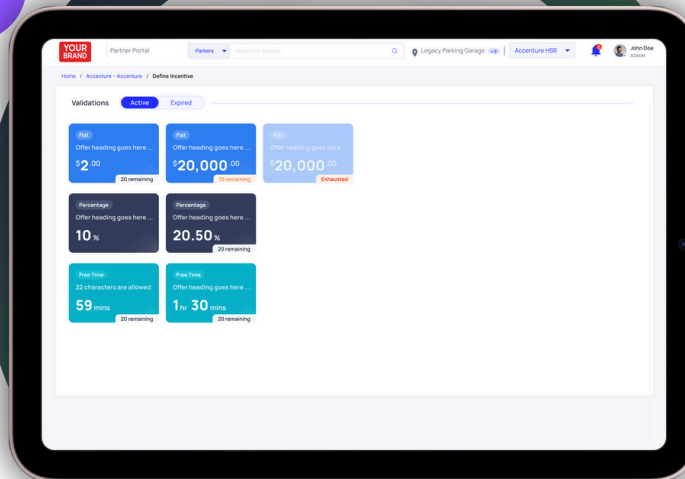 YOUR
BRAND
Partner Portal
Parkers
Search for Parkers
Legacy Parking Garage +3
Accenture HSR
John Doe
ADMIN
Home / Accenture - Accenture / Define Incentive
Validations Active Expired
Flat
Offer heading goes here ...
$2.00
20 remaining
Flat
Offer heading goes here ...
$20,000.00
10 remaining
Flat
Offer heading goes here ...
$20,000.00
Exhausted
Percentage
Offer heading goes here ...
10 %
Percentage
Offer heading goes here ...
20.50 %
20 remaining
Free Time
22 characters are allowed
59 mins
20 remaining
Free Time
Offer heading goes here ...
1 hr 30 mins
20 remaining